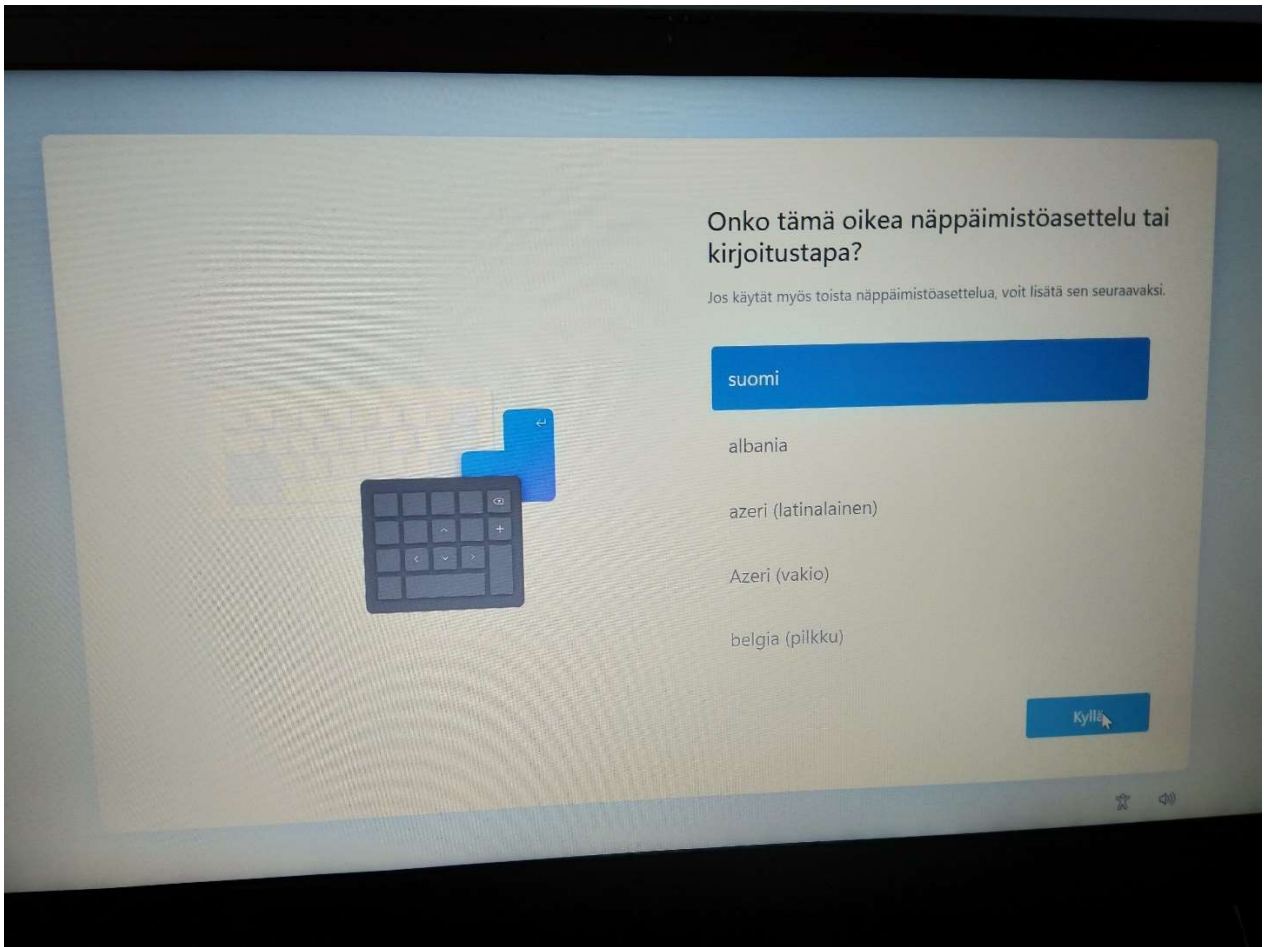 Onko tämä oikea näppäimistöasettelu tai
kirjoitustapa?
Jos käytät myös toista näppäimistöasettelua, voit lisätä sen seuraavaksi.
suomi
albania
azeri (latinalainen)
Azeri (vakio)
belgia (pilkku)
Kyllä